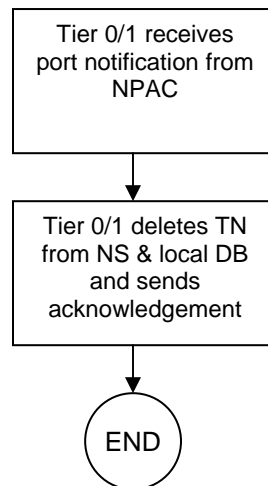 Tier 0/1 receives
port notification from
NPAC
Tier 0/1 deletes TN
from NS & local DB
and sends
acknowledgement
END